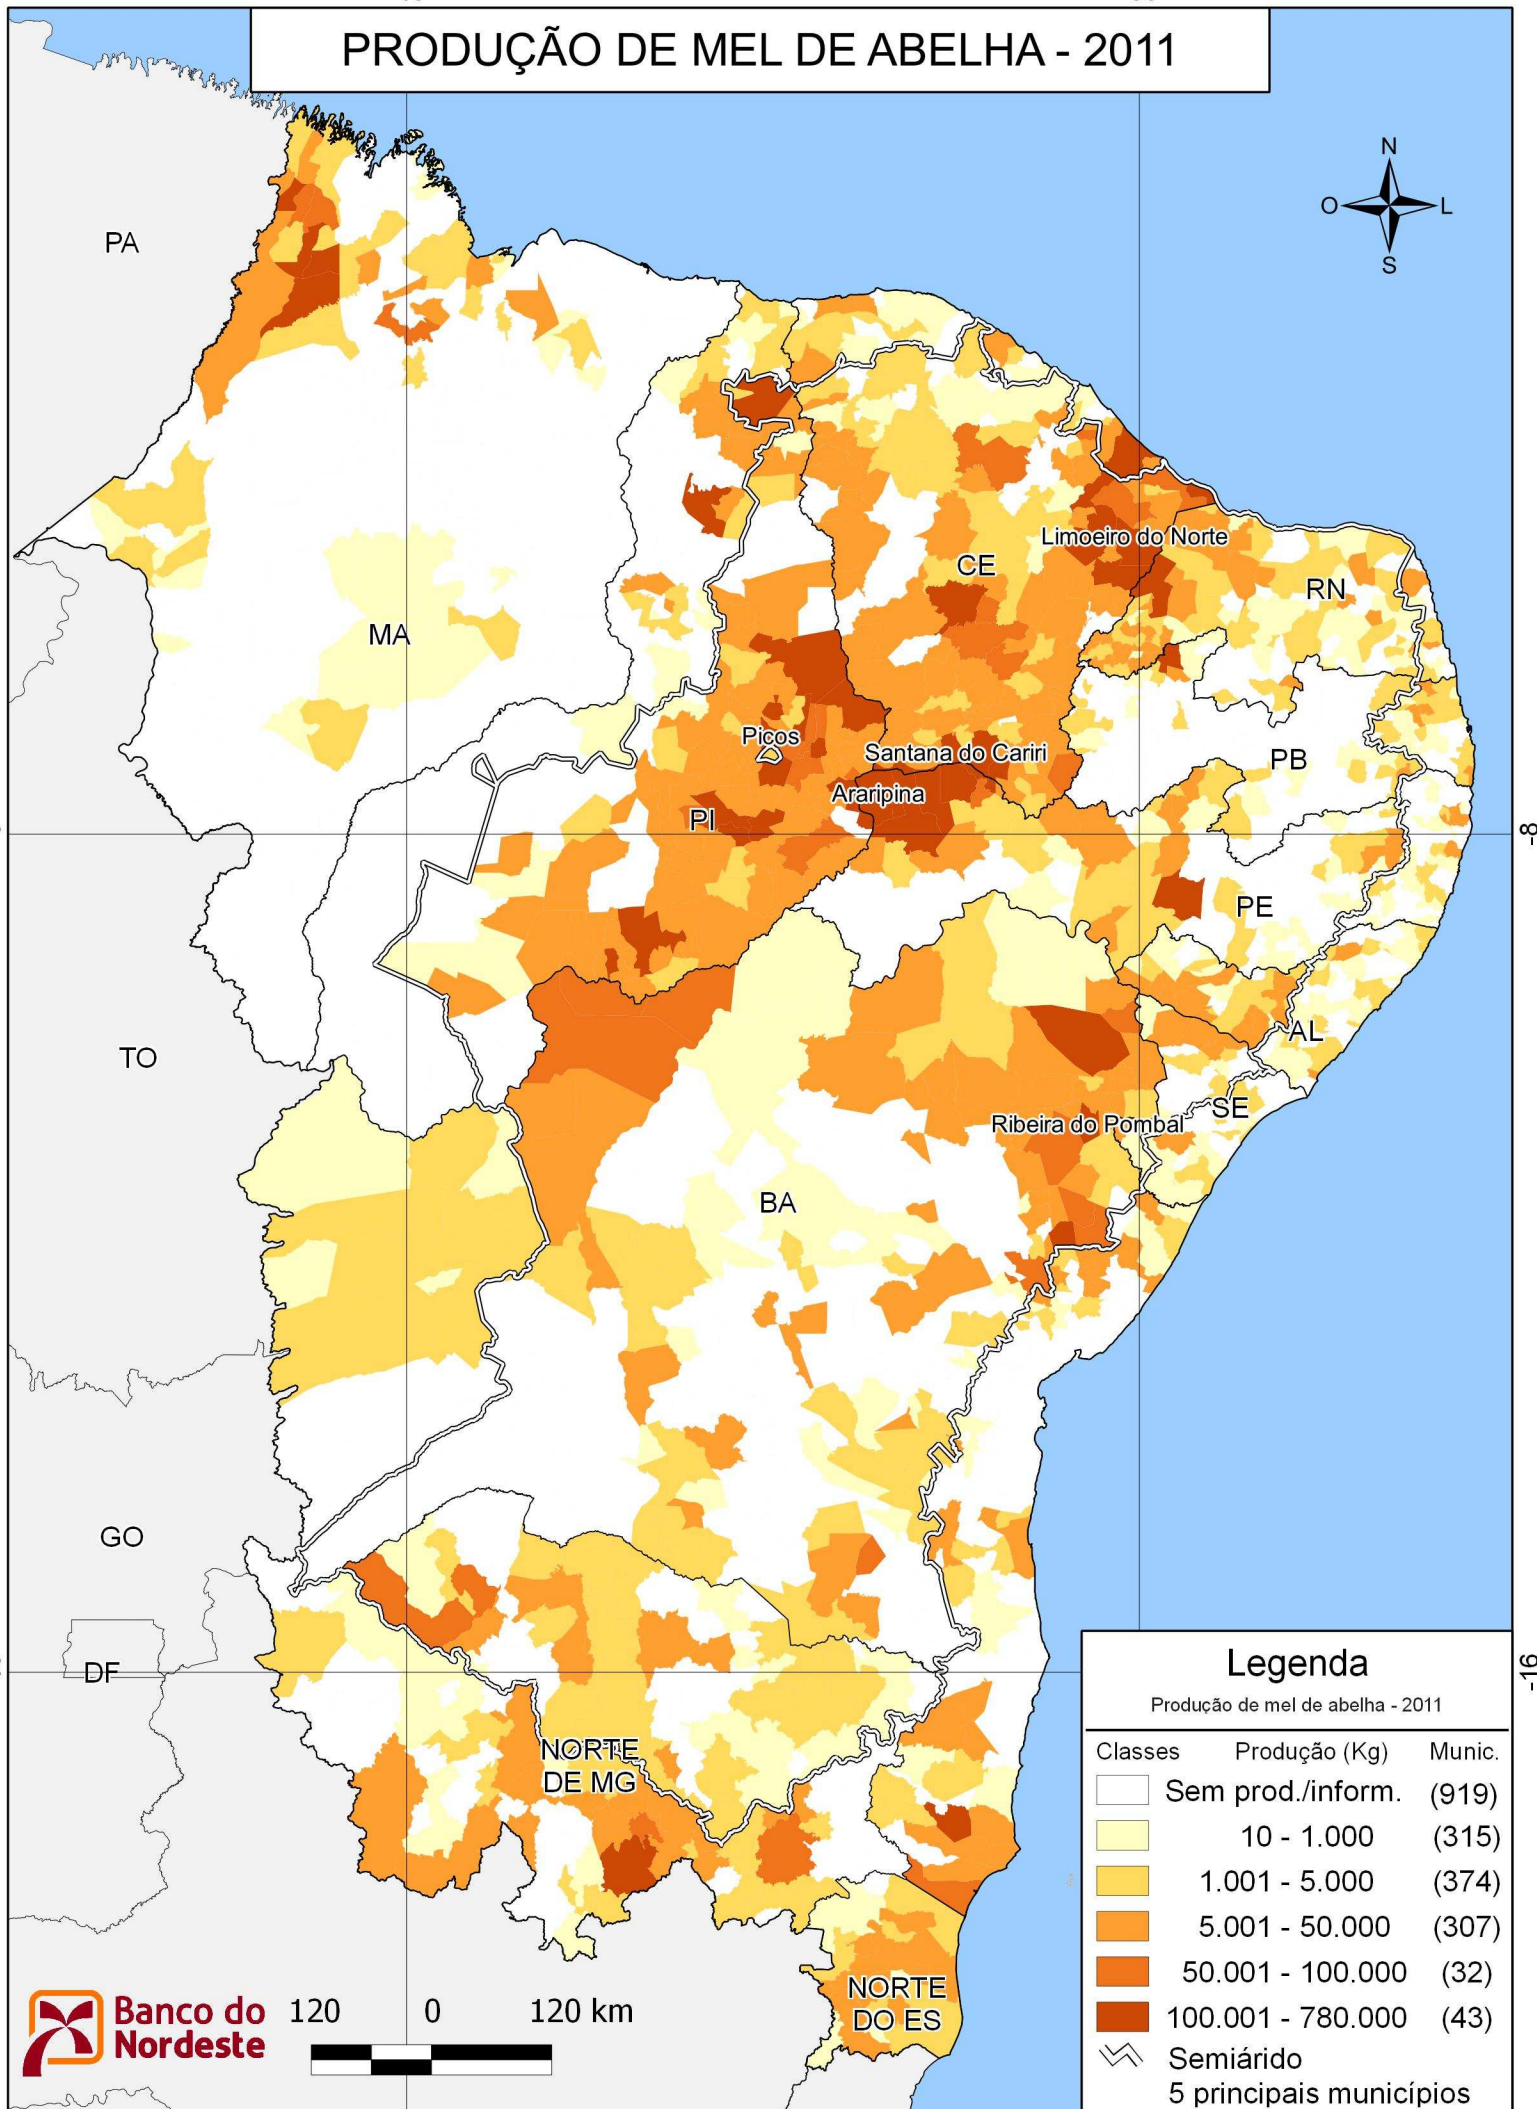 PRODUÇÃO DE MEL DE ABELHA - 2011
N
O
L
S
PA
Limoeiro do Norte
CE
RN
MA
Picos
Santana do Cariri
PB
Araripina
PI
-8
PE
AL
TO
SE
Ribeira do Pombal
BA
GO
DF
-16
NORTE
DE MG
NORTE
DO ES
Legenda
Produção de mel de abelha - 2011
Classes Produção (Kg) Munic.
Sem prod./inform. (919)
10 - 1.000 (315)
1.001 - 5.000 (374)
5.001 - 50.000 (307)
50.001 - 100.000 (32)
100.001 - 780.000 (43)
Semiárido
5 principais municípios
Banco do
Nordeste
120 0 120 km